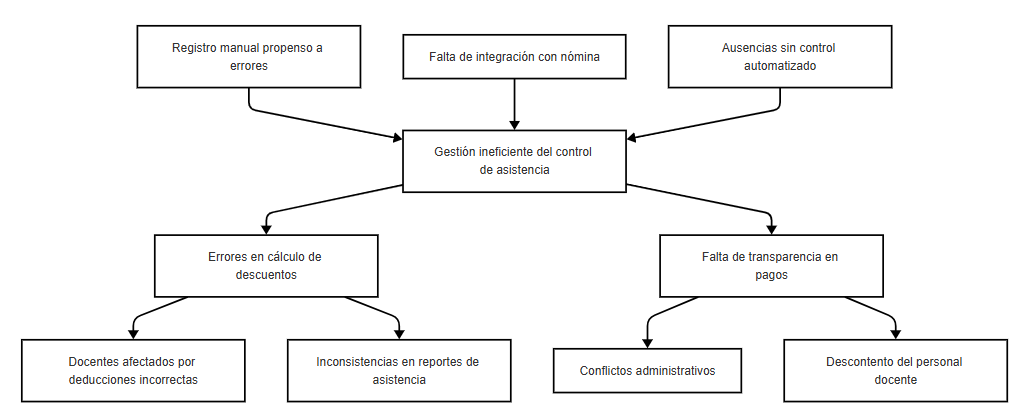 Registro manual propenso a
errores
Falta de integración con nómina
Ausencias sin control
automatizado
Gestión ineficiente del control
de asistencia
Errores en cálculo de
descuentos
Falta de transparencia en
pagos
Docentes afectados por
deducciones incorrectas
Inconsistencias en reportes de
asistencia
Conflictos administrativos
Descontento del personal
docente